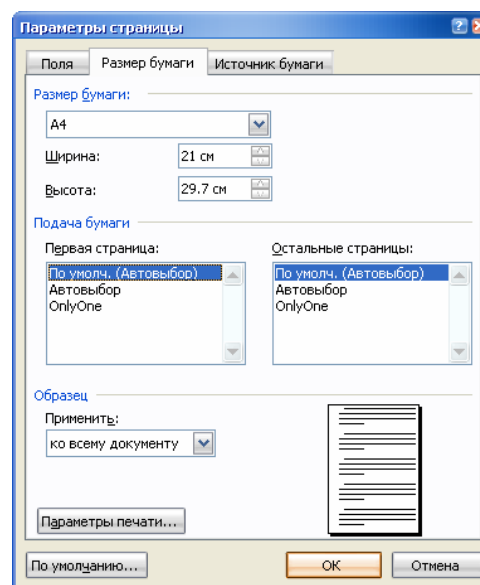 Параметры страницы
Поля Размер бумаги Источник бумаги
Размер бумаги:
A4
Ширина: 21 см
Высота: 29.7 см
Подача бумаги
Первая страница: Остальные страницы:
По умолч. (Автовыбор) По умолч. (Автовыбор)
Автовыбор Автовыбор
OnlyOne OnlyOne
Образец
Применить:
ко всему документу
Параметры печати...
По умолчанию... ОК Отмена